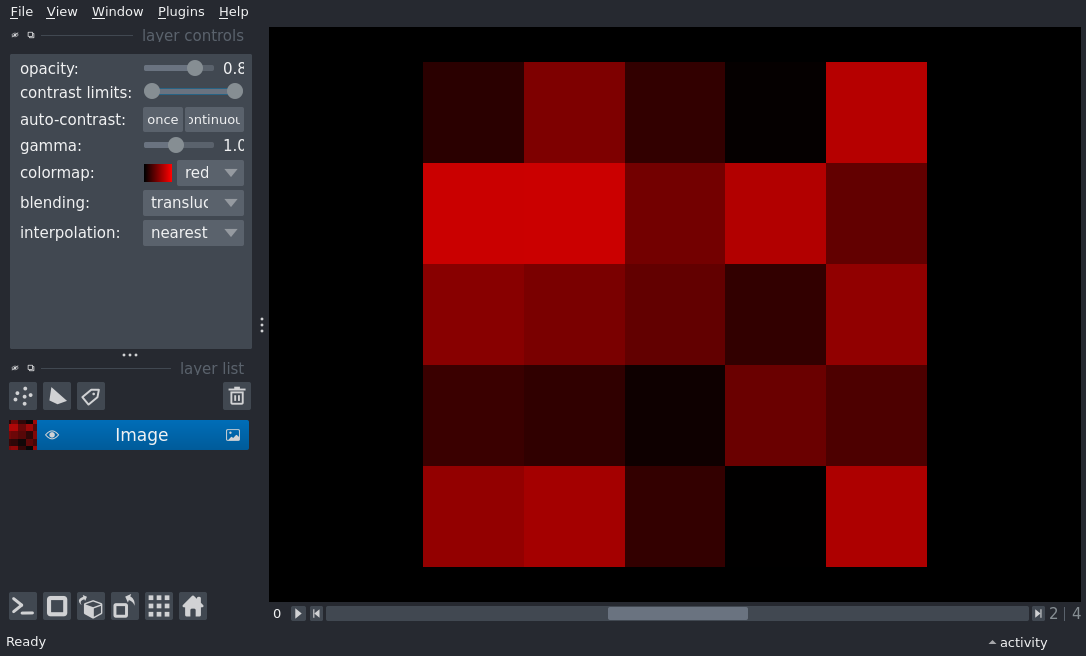 File View Window Plugins Help
layer controls
opacity: 0.8
contrast limits:
auto-contrast: once ontinuou
gamma: 1.0
colormap: red
blending: transluc
interpolation: nearest
layer list
Image
0 2 | 4
Ready activity